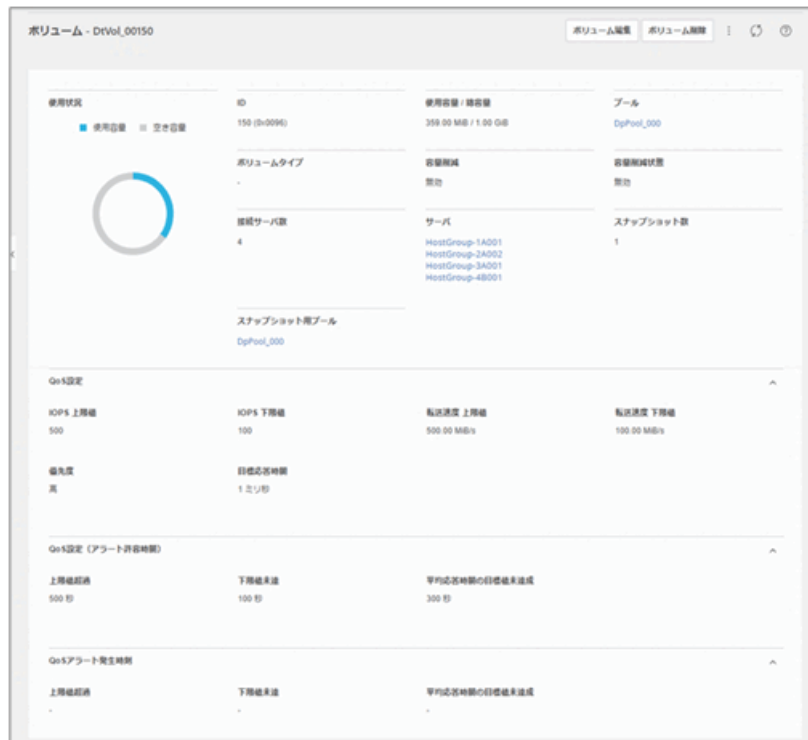 ボリューム - DtVol_00150
ボリューム編集 ボリューム削除
使用状況
使用容量 空き容量
ID
150 (0x0096)
使用容量 / 総容量
359.00 MiB / 1.00 GiB
プール
DpPool_000
ボリュームタイプ
-
容量削減
無効
容量削減状態
無効
接続サーバ数
4
サーバ
HostGroup-1A001
HostGroup-2A002
HostGroup-3A001
HostGroup-4B001
スナップショット数
1
スナップショット用プール
DpPool_000
QoS設定
IOPS 上限値
500
IOPS 下限値
100
転送速度 上限値
500.00 MiB/s
転送速度 下限値
100.00 MiB/s
優先度
高
目標応答時間
1 ミリ秒
QoS設定（アラート許容時間）
上限値超過
500 秒
下限値未達
100 秒
平均応答時間の目標値未達成
300 秒
QoSアラート発生時刻
上限値超過
-
下限値未達
-
平均応答時間の目標値未達成
-